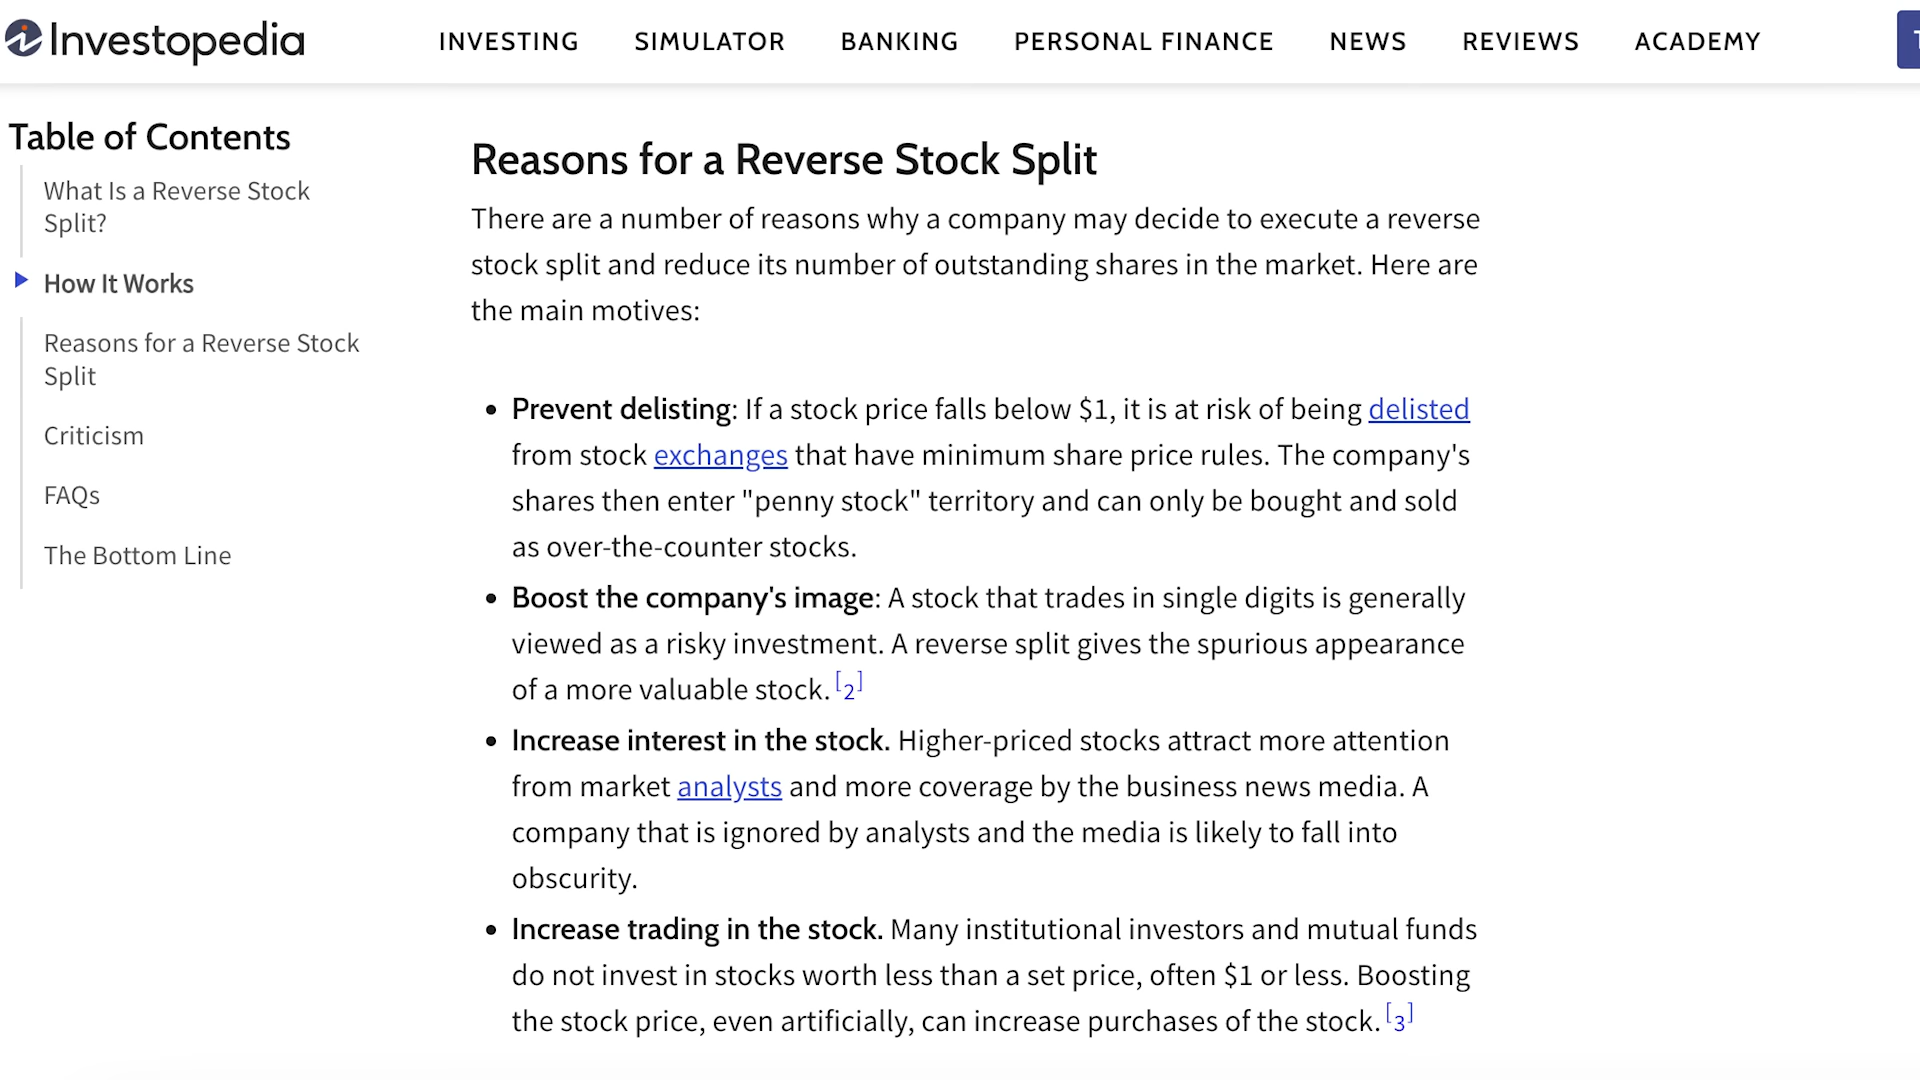 Investopedia
INVESTING SIMULATOR BANKING PERSONAL FINANCE NEWS REVIEWS ACADEMY
Table of Contents
What Is a Reverse Stock
Split?
How It Works
Reasons for a Reverse Stock
Split
Criticism
FAQs
The Bottom Line
Reasons for a Reverse Stock Split
There are a number of reasons why a company may decide to execute a reverse
stock split and reduce its number of outstanding shares in the market. Here are
the main motives:
• Prevent delisting: If a stock price falls below $1, it is at risk of being delisted
from stock exchanges that have minimum share price rules. The company's
shares then enter "penny stock" territory and can only be bought and sold
as over-the-counter stocks.
• Boost the company's image: A stock that trades in single digits is generally
viewed as a risky investment. A reverse split gives the spurious appearance
of a more valuable stock. [2]
• Increase interest in the stock. Higher-priced stocks attract more attention
from market analysts and more coverage by the business news media. A
company that is ignored by analysts and the media is likely to fall into
obscurity.
• Increase trading in the stock. Many institutional investors and mutual funds
do not invest in stocks worth less than a set price, often $1 or less. Boosting
the stock price, even artificially, can increase purchases of the stock. [3]